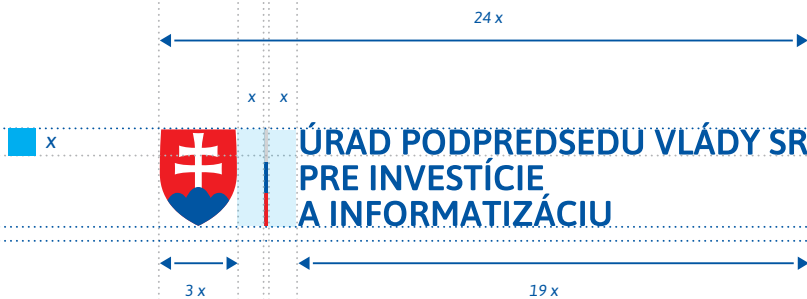 24 x
x x
x
ÚRAD PODPREDSEDU VLÁDY SR
PRE INVESTÍCIE
A INFORMATIZÁCIU
3 x
19 x